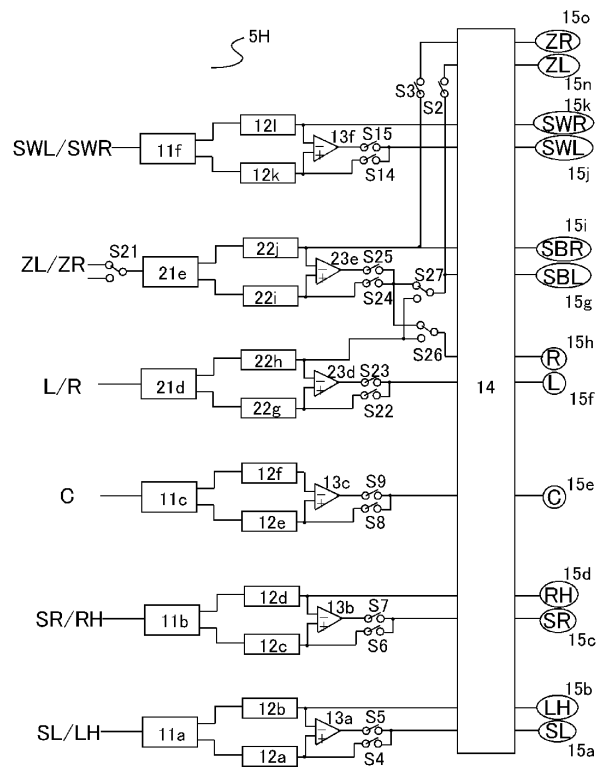 5H
15o
ZR
ZL
15n
S3
S2
15k
SWR
SWL
15j
SWL/SWR
11f
12l
12k
13f
S15
S14
15i
SBR
SBL
15g
ZL/ZR
S21
21e
22j
22i
23e
S25
S24
S27
S26
15h
R
L
15f
L/R
21d
22h
22g
23d
S23
S22
14
C
11c
12f
12e
13c
S9
S8
15e
C
15d
RH
SR
15c
SR/RH
11b
12d
12c
13b
S7
S6
15b
LH
SL
15a
SL/LH
11a
12b
12a
13a
S5
S4